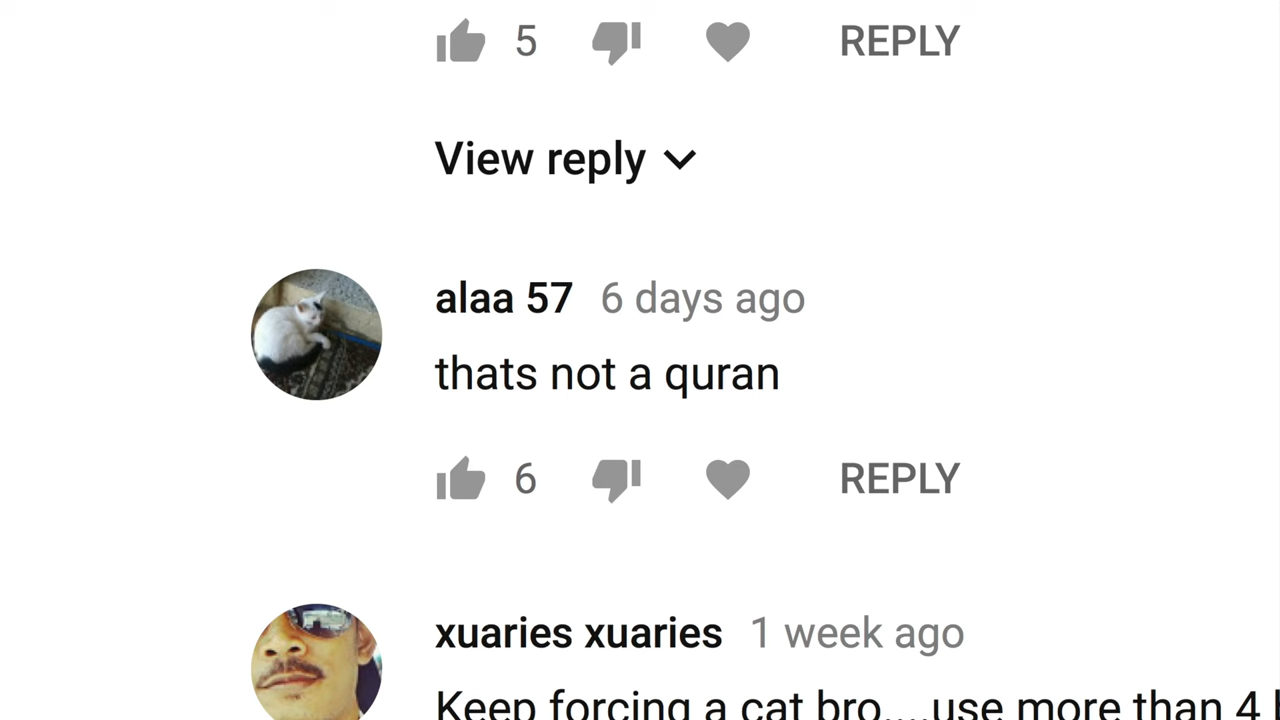 5 REPLY
View reply
alaa 57 6 days ago
thats not a quran
6 REPLY
xuaries xuaries 1 week ago
Keep forcing a cat bro....use more than 4